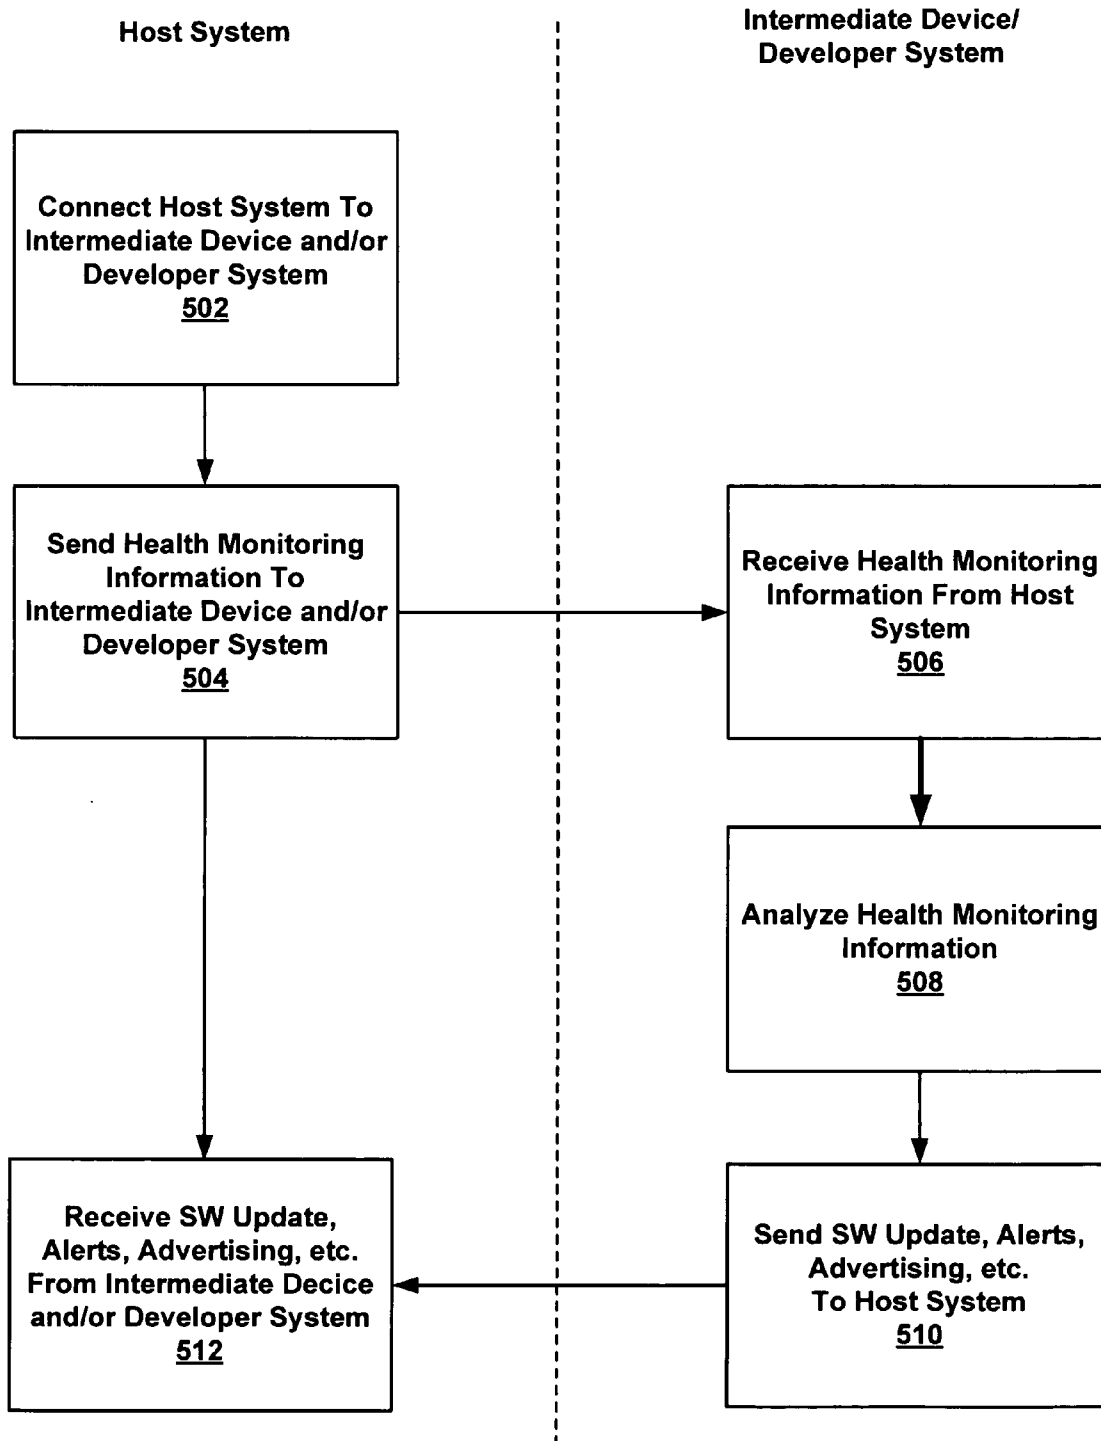 Host System
Intermediate Device/
Developer System
Connect Host System To
Intermediate Device and/or
Developer System
502
Send Health Monitoring
Information To
Intermediate Device and/or
Developer System
504
Receive Health Monitoring
Information From Host
System
506
Analyze Health Monitoring
Information
508
Receive SW Update,
Alerts, Advertising, etc.
From Intermediate Decice
and/or Developer System
512
Send SW Update, Alerts,
Advertising, etc.
To Host System
510